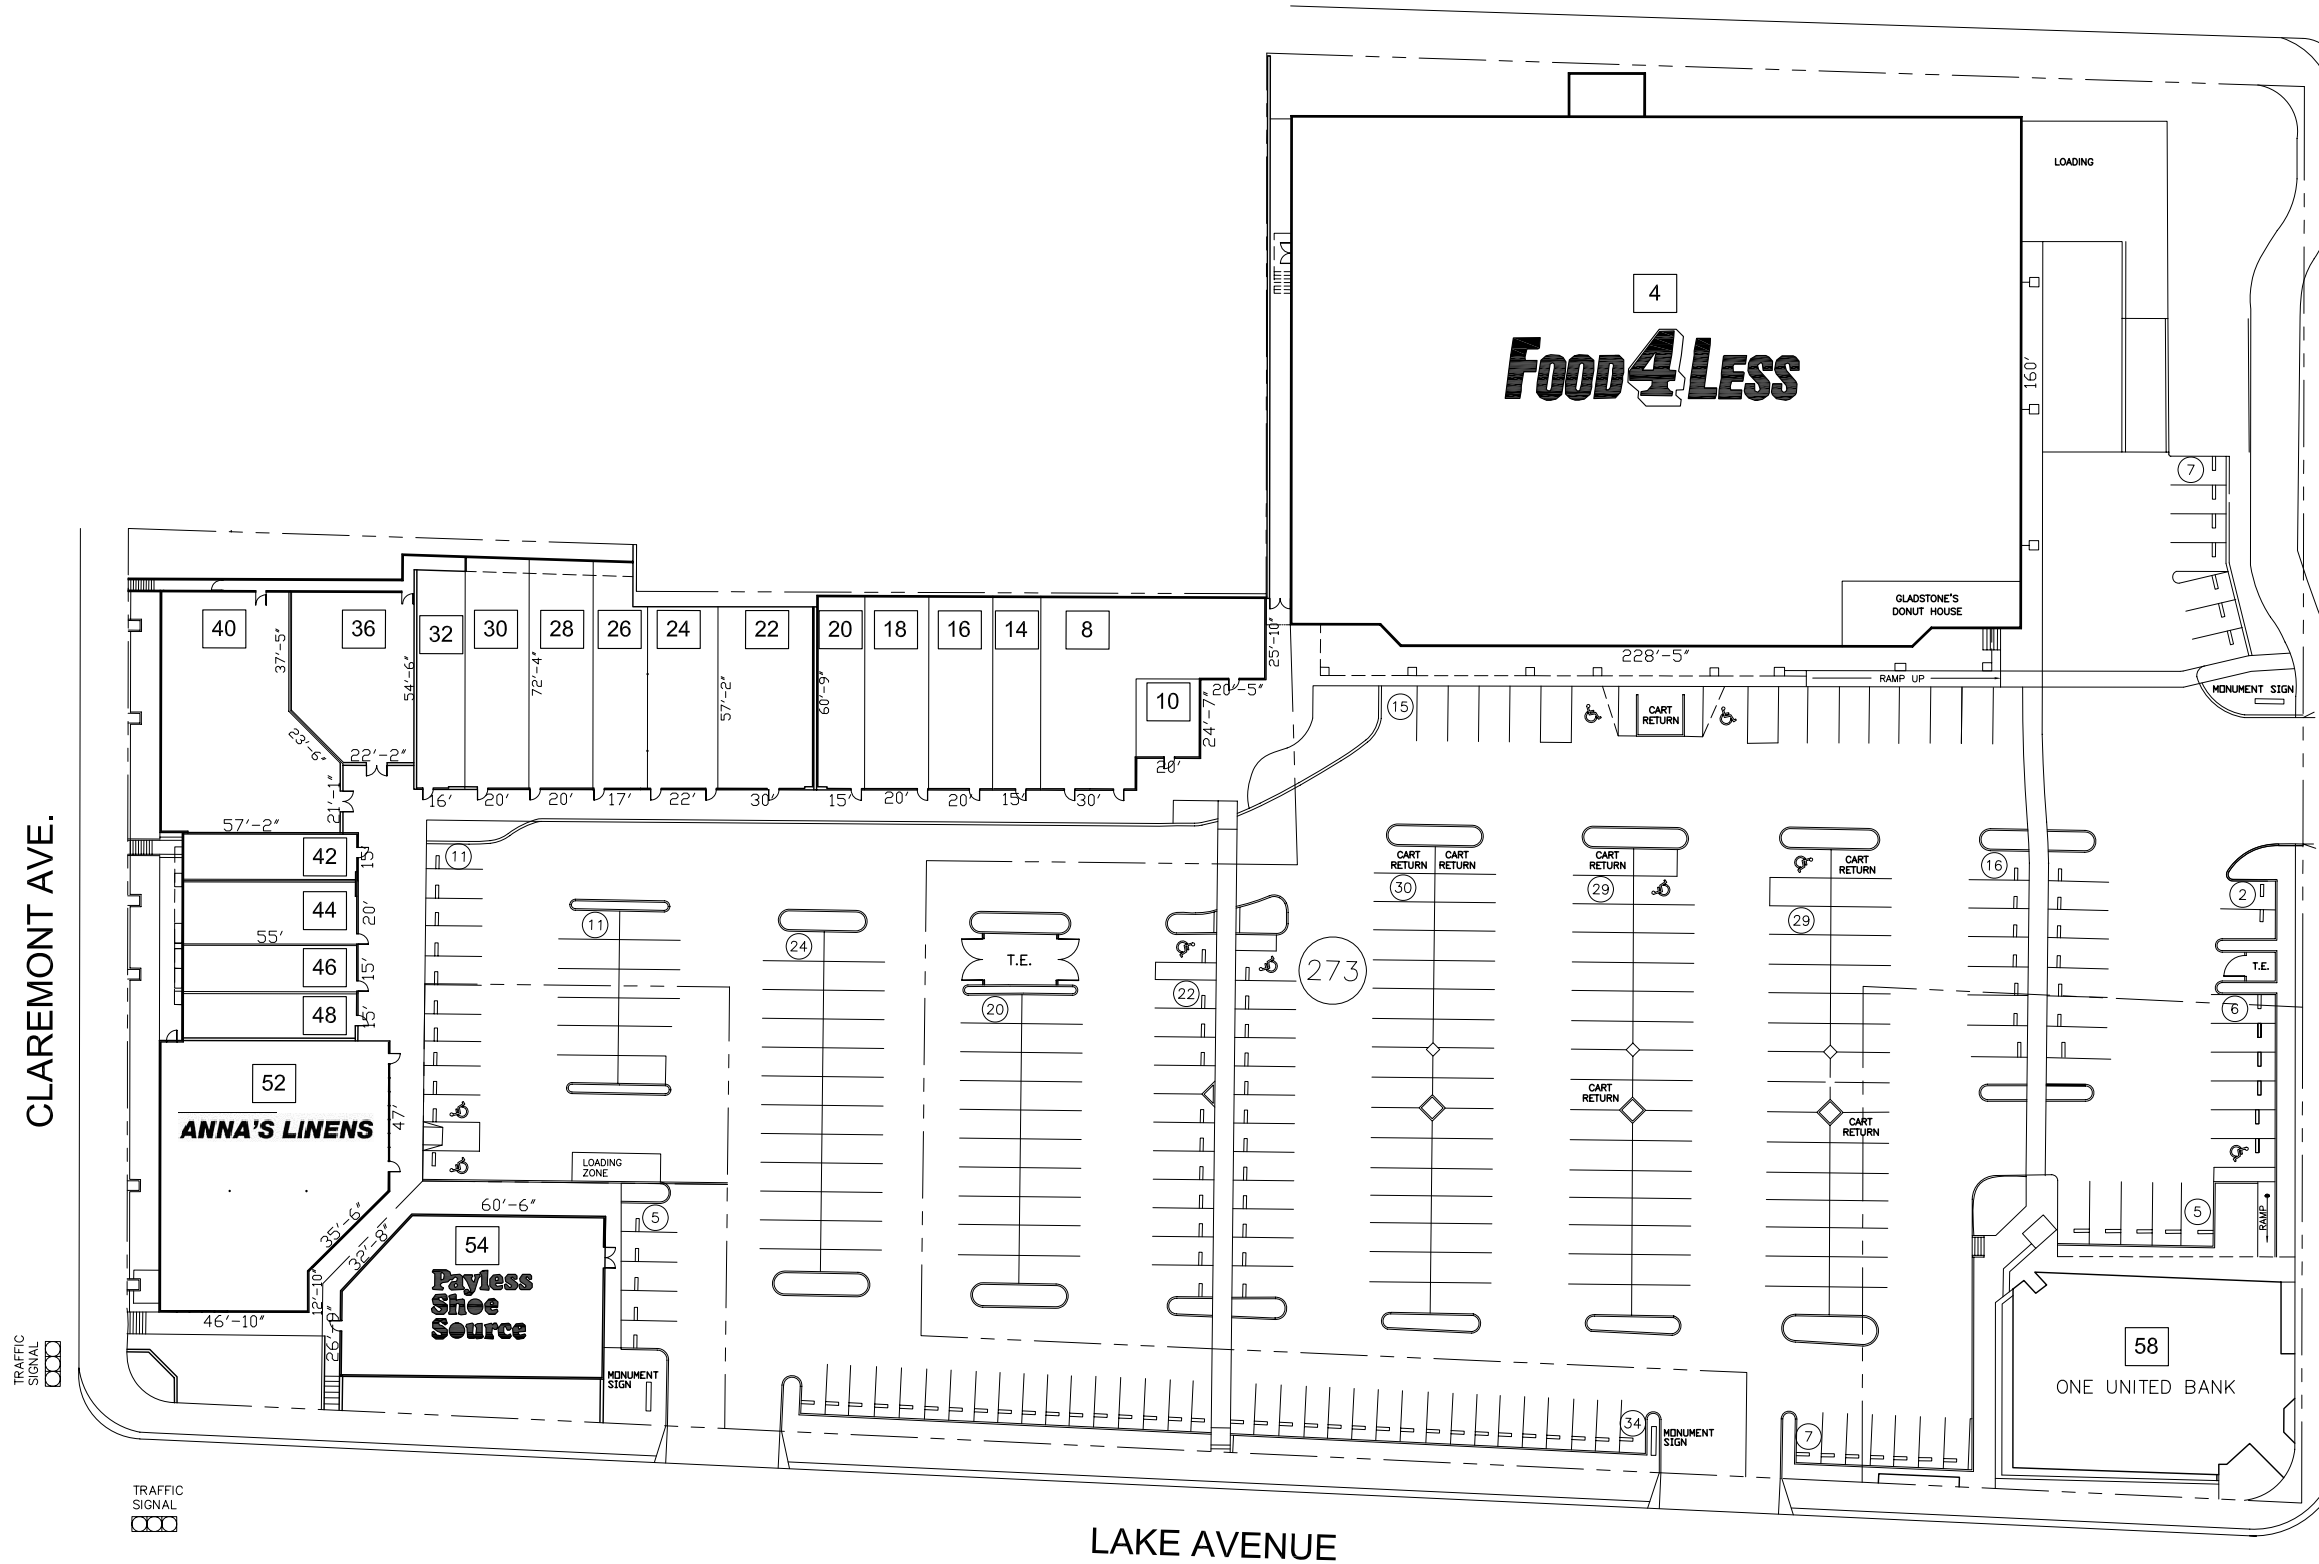 LOADING
4
FOOD 4 LESS
160'
7
GLADSTONE'S
DONUT HOUSE
228'-5"
RAMP UP
MONUMENT SIGN
40
37'-5"
36
54'-6"
32
30
72'-4"
28
26
24
57'-2"
22
20
60'-9"
18
16
14
8
25'-10"
10
20'-5"
24'-7"
20'
23'-6"
22'-2"
21'-1"
16'
20'
20'
17'
22'
30'
15'
20'
20'
15'
30'
15
CART
RETURN
57'-2"
42
15'
44
20'
55'
46
15'
48
15'
11
11
24
T.E.
20
22
273
CART
RETURN
CART
RETURN
30
CART
RETURN
29
CART
RETURN
29
16
2
T.E.
6
CART
RETURN
CART
RETURN
CLAREMONT AVE.
52
ANNA'S LINENS
47'
35'-6"
12'-10"
46'-10"
LOADING
ZONE
60'-6"
32'-8"
26'-9"
54
Payless
Shoe
Source
5
5
RAMP
MONUMENT
SIGN
34
MONUMENT
SIGN
7
58
ONE UNITED BANK
TRAFFIC
SIGNAL
TRAFFIC
SIGNAL
LAKE AVENUE